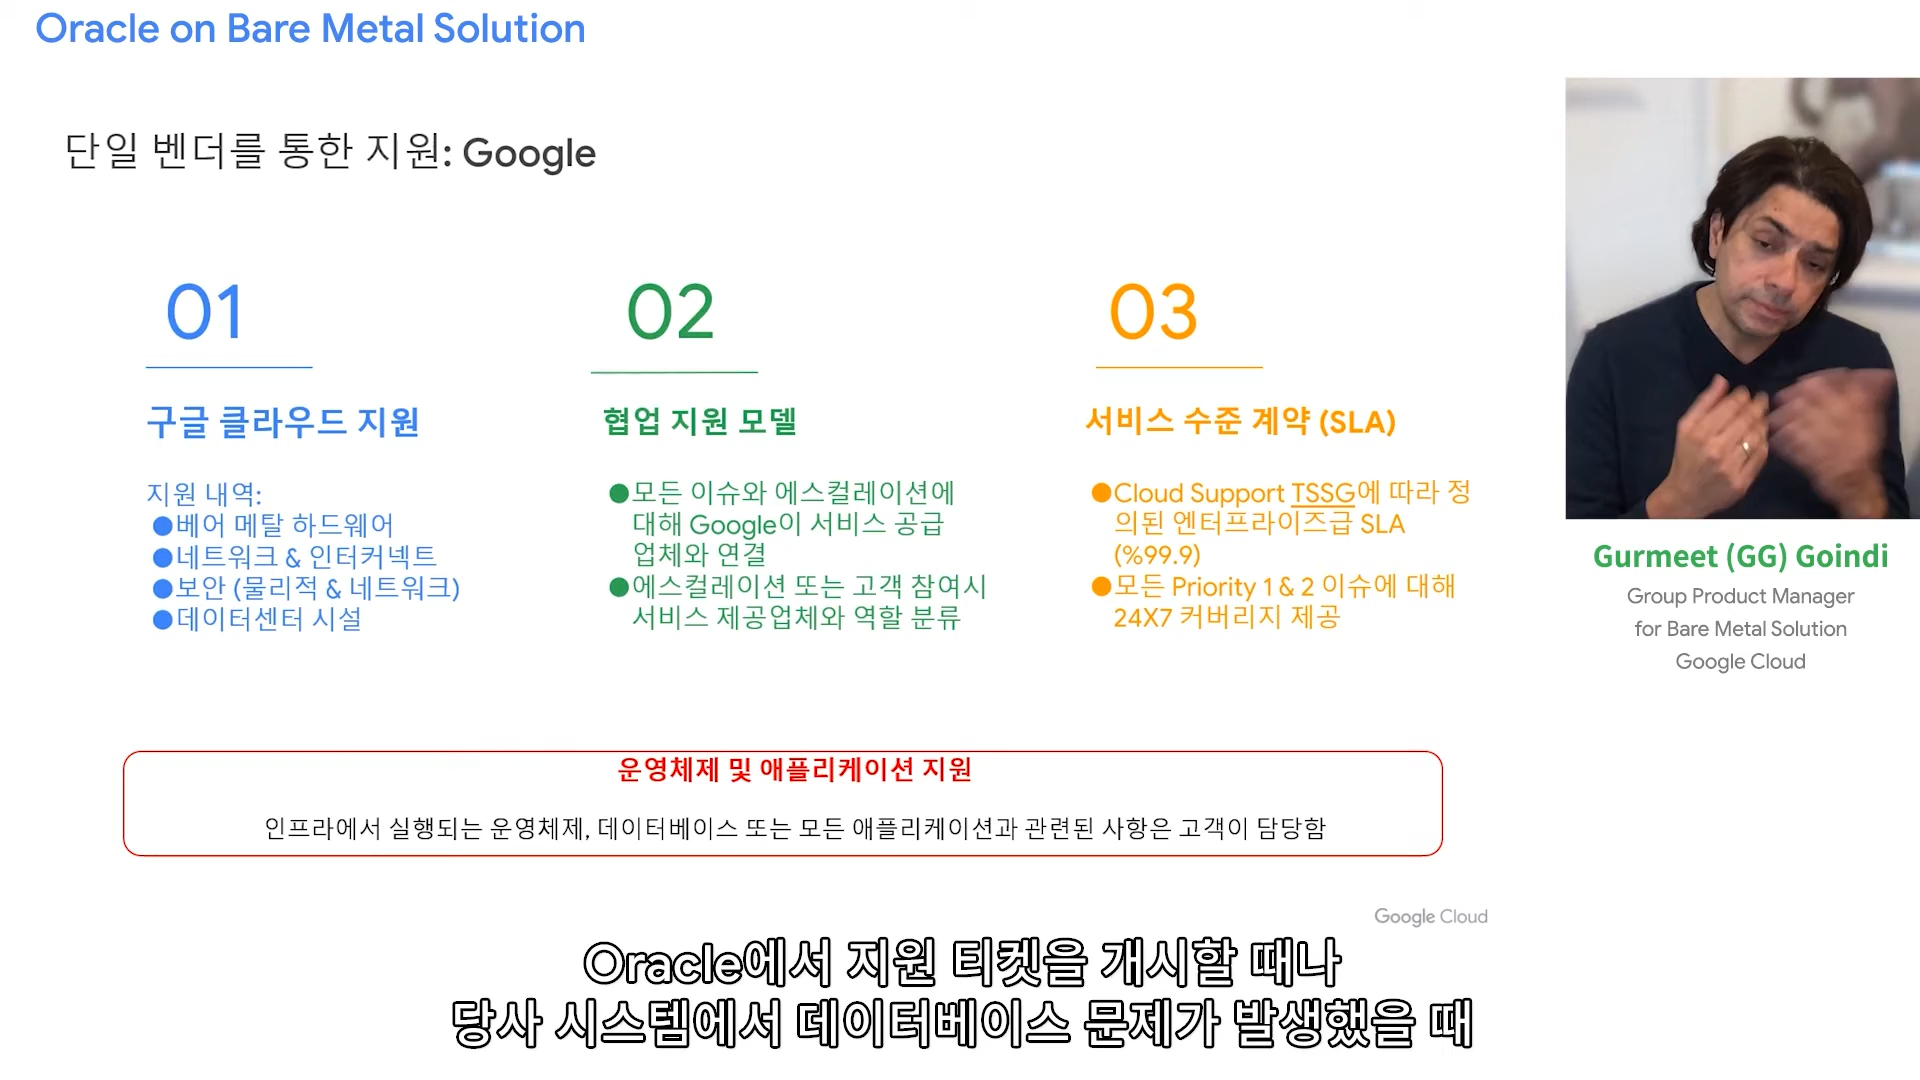 Oracle on Bare Metal Solution
단일 벤더를 통한 지원: Google
01
구글 클라우드 지원
지원 내역:
●베어 메탈 하드웨어
●네트워크 & 인터커넥트
●보안 (물리적 & 네트워크)
●데이터센터 시설
02
협업 지원 모델
●모든 이슈와 에스컬레이션에
대해 Google이 서비스 공급
업체와 연결
●에스컬레이션 또는 고객 참여시
서비스 제공업체와 역할 분류
03
서비스 수준 계약 (SLA)
●Cloud Support TSSG에 따라 정
의된 엔터프라이즈급 SLA
(%99.9)
●모든 Priority 1 & 2 이슈에 대해
24X7 커버리지 제공
Gurmeet (GG) Goindi
Group Product Manager
for Bare Metal Solution
Google Cloud
운영체제 및 애플리케이션 지원
인프라에서 실행되는 운영체제, 데이터베이스 또는 모든 애플리케이션과 관련된 사항은 고객이 담당함
Google Cloud
Oracle에서 지원 티켓을 개시할 때나
당사 시스템에서 데이터베이스 문제가 발생했을 때